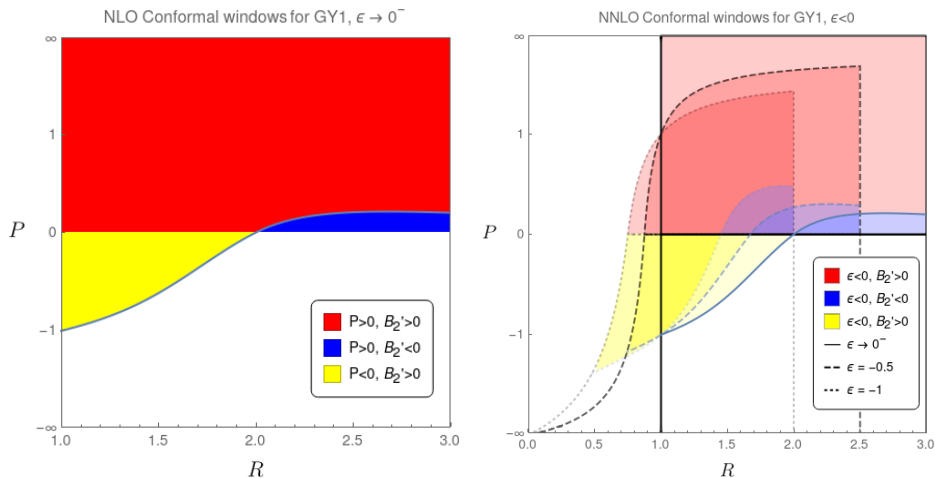 NLO Conformal windows for GY1, ϵ → 0⁻
∞
1
P
0
−1
−∞
1.0 1.5 2.0 2.5 3.0
R
P>0, B₂'>0
P>0, B₂'<0
P<0, B₂'>0
NNLO Conformal windows for GY1, ϵ<0
∞
1
P
0
−1
−∞
0.0 0.5 1.0 1.5 2.0 2.5 3.0
R
ϵ<0, B₂'>0
ϵ<0, B₂'<0
ϵ<0, B₂'>0
ϵ → 0⁻
ϵ = −0.5
ϵ = −1